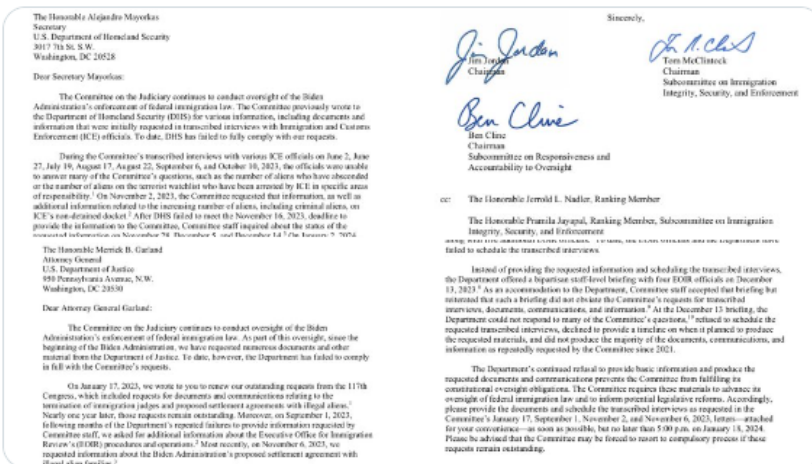 The Honorable Alejandro Mayorkas
Secretary
U.S. Department of Homeland Security
3017 7th St. S.W.
Washington, DC 20528
Dear Secretary Mayorkas:
The Committee on the Judiciary continues to conduct oversight of the Biden
Administration's enforcement of federal immigration law. The Committee previously wrote to
the Department of Homeland Security (DHS) for various information, including documents and
information that were initially requested in transcribed interviews with Immigration and Customs
Enforcement (ICE) officials. To date, DHS has failed to fully comply with our requests.
During the Committee's transcribed interviews with various ICE officials on June 2, June
27, July 19, August 17, August 22, September 6, and October 10, 2023, the officials were unable
to answer many of the Committee's questions, such as the number of aliens who have absconded
or the number of aliens on the terrorist watchlist who have been arrested by ICE in specific areas
of responsibility.¹ On November 2, 2023, the Committee requested that information, as well as
additional information related to the increasing number of aliens, including criminal aliens, on
ICE's non-detained docket.² After DHS failed to meet the November 16, 2023, deadline to
provide the information to the Committee, Committee staff inquired about the status of the
requested information on November 28, December 5, and December 14.³ On January 2,
The Honorable Merrick B. Garland
Attorney General
U.S. Department of Justice
950 Pennsylvania Avenue, N.W.
Washington, DC 20530
Dear Attorney General Garland:
The Committee on the Judiciary continues to conduct oversight of the Biden
Administration's enforcement of federal immigration law. As part of this oversight, since the
beginning of the Biden Administration, we have requested numerous documents and other
material from the Department of Justice. To date, however, the Department has failed to comply
in full with the Committee's requests.
On January 17, 2023, we wrote to you to renew our outstanding requests from the 117th
Congress, which included requests for documents and communications relating to the
termination of immigration judges and proposed settlement agreements with illegal aliens.¹
Nearly one year later, those requests remain outstanding. Moreover, on September 1, 2023,
following months of the Department's repeated failures to provide information requested by
Committee staff, we asked for additional information about the Executive Office for Immigration
Review's (EOIR) procedures and operations.² Most recently, on November 6, 2023, we
requested information about the Biden Administration's proposed settlement agreement with
illegal alien families.³
Sincerely,
Jim Jordan
Jim Jordan
Chairman
Tom McClintock
Chairman
Subcommittee on Immigration
Integrity, Security, and Enforcement
Ben Cline
Ben Cline
Chairman
Subcommittee on Responsiveness and
Accountability to Oversight
cc: The Honorable Jerrold L. Nadler, Ranking Member
The Honorable Pramila Jayapal, Ranking Member, Subcommittee on Immigration
Integrity, Security, and Enforcement
failed to schedule the transcribed interviews.
Instead of providing the requested information and scheduling the transcribed interviews,
the Department offered a bipartisan staff-level briefing with four EOIR officials on December
13, 2023.⁸ As an accommodation to the Department, Committee staff accepted that briefing but
reiterated that such a briefing did not obviate the Committee's requests for transcribed
interviews, documents, communications, and information.⁹ At the December 13 briefing, the
Department could not respond to many of the Committee's questions,¹⁰ refused to schedule the
requested transcribed interviews, declined to provide a timeline on when it planned to produce
the requested materials, and did not produce the majority of the documents, communications, and
information as repeatedly requested by the Committee since 2021.
The Department's continued refusal to provide basic information and produce the
requested documents and communications prevents the Committee from fulfilling its
constitutional oversight obligations. The Committee requires these materials to advance its
oversight of federal immigration law and to inform potential legislative reforms. Accordingly,
please provide the documents and schedule the transcribed interviews as requested in the
Committee's January 17, September 1, November 2, and November 6, 2023, letters—attached
for your convenience—as soon as possible, but no later than 5:00 p.m. on January 18, 2024.
Please be advised that the Committee may be forced to resort to compulsory process if these
requests remain outstanding.